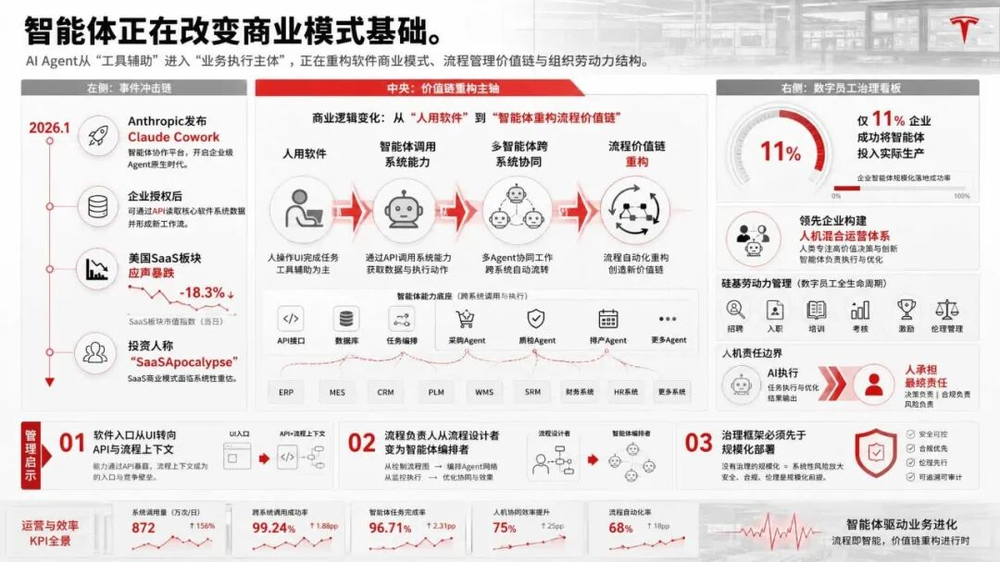 智能体正在改变商业模式基础。
AI Agent从“工具辅助”进入“业务执行主体”，正在重构软件商业模式、流程管理价值链与组织劳动力结构。
左侧：事件冲击链
2026.1
Anthropic发布
Claude Cowork
智能体协作平台，开启企业级
Agent原生时代。
企业授权后
可通过API读取核心软件系统数据
并形成新工作流。
美国SaaS板块
应声暴跌
-18.3%↓
SaaS板块市值指数（当日）
投资人称
“SaaSApocalypse”
SaaS商业模式面临系统性重估。
中央：价值链重构主轴
商业逻辑变化：从“人用软件”到“智能体重构流程价值链”
人用软件
人操作UI完成任务
工具辅助为主
智能体调用
系统能力
通过API调用系统能力
获取数据与执行动作
多智能体跨
系统协同
多Agent协同工作
跨系统自动流转
流程价值链
重构
流程自动化重构
创造新价值链
智能体能力底座（跨系统调用与执行）
API接口
数据库
任务编排
采购Agent
质检Agent
排产Agent
更多Agent
ERP
MES
CRM
PLM
WMS
SRM
财务系统
HR系统
更多系统
右侧：数字员工治理看板
11%
仅 11% 企业
成功将智能体
投入实际生产
企业智能体规模化落地成功率
0%
100%
领先企业构建
人机混合运营体系
人类专注高价值决策与创新
智能体负责执行与优化
硅基劳动力管理（数字员工全生命周期）
招聘
入职
培训
考核
激励
伦理管理
人机责任边界
AI执行
任务执行与优化
结果输出
人承担
最终责任
决策负责 | 合规负责
风险负责
管理启示
01
软件入口从UI转向
API与流程上下文
能力通过API暴露，流程上下文成为
的入口与竞争壁垒。
UI入口
API+流程上下文
02
流程负责人从流程设计者
变为智能体编排者
从绘制流程图 → 编排Agent网络
从监控执行 → 优化协同与效果
流程设计者
智能体编排者
03
治理框架必须先于
规模化部署
没有治理的规模化 = 系统性风险放大
安全、合规、伦理是规模化前提。
安全可控
合规优先
伦理先行
可追溯可审计
运营与效率
KPI全景
系统调用量（万次/日）
872
↑ 156%
跨系统调用成功率
99.24%
↑ 1.88pp
智能体任务完成率
96.71%
↑ 2.31pp
人机协同效率提升
75%
↑ 25pp
流程自动化率
68%
↑ 18pp
智能体驱动业务进化
流程即智能，价值链重构进行时